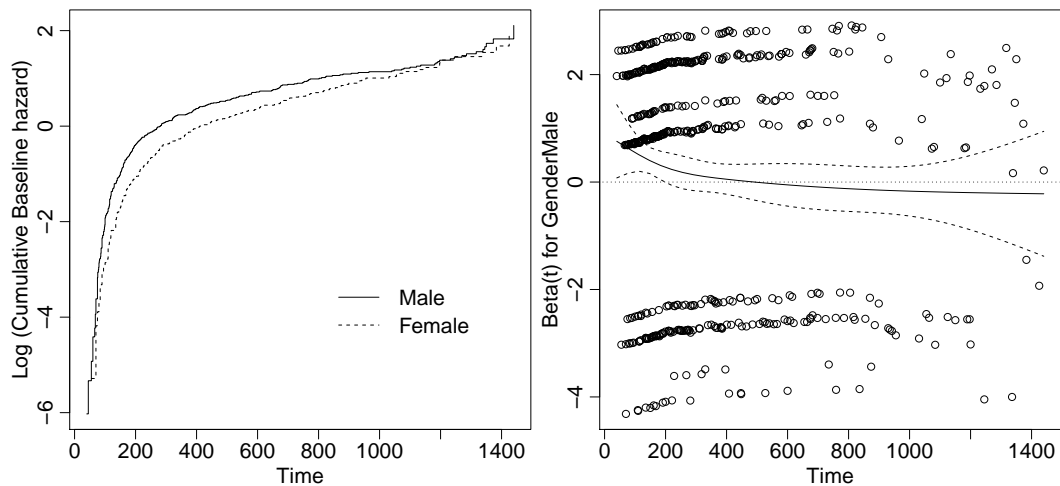 Log (Cumulative Baseline hazard)
2
0
-2
-4
-6
Male
Female
0 200 400 600 800 1000 1400
Time
Beta(t) for GenderMale
2
0
-2
-4
0 200 400 600 800 1000 1400
Time